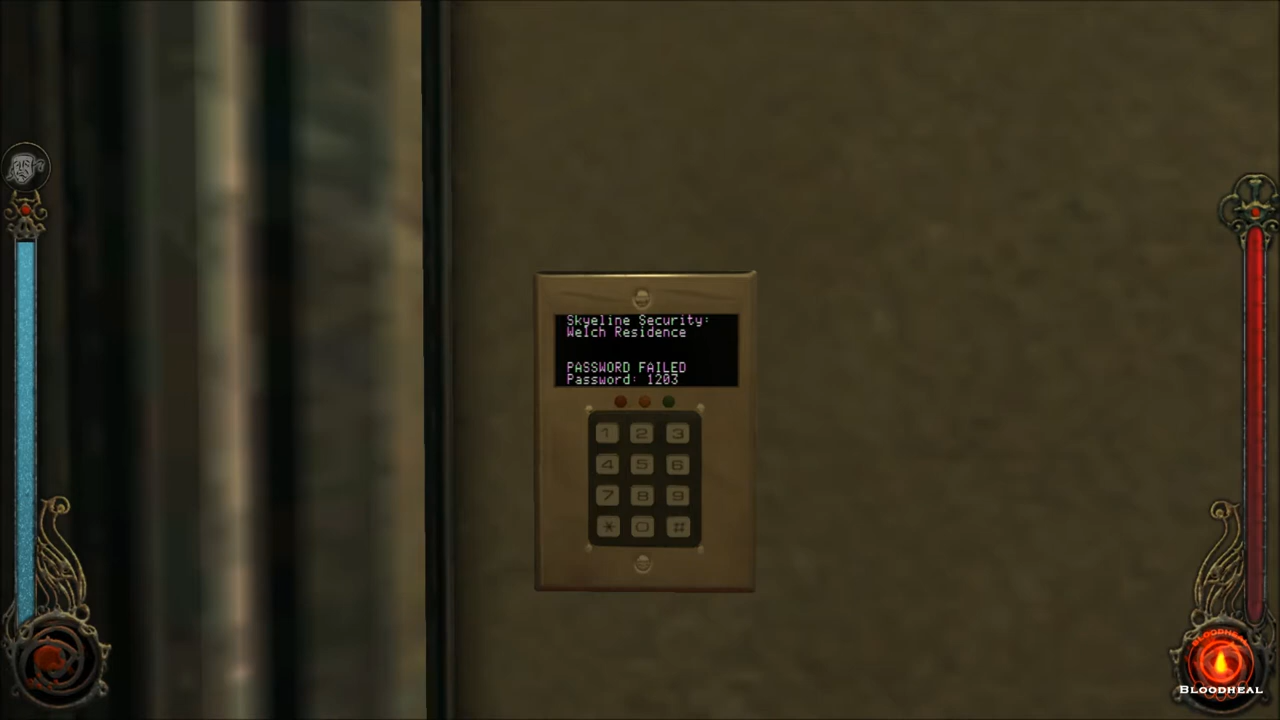 Skyeline Security:
Welch Residence
PASSWORD FAILED
Password: 1203
1 2 3
4 5 6
7 8 9
* 0 #
BLOODHEAL
BLOODHEAL